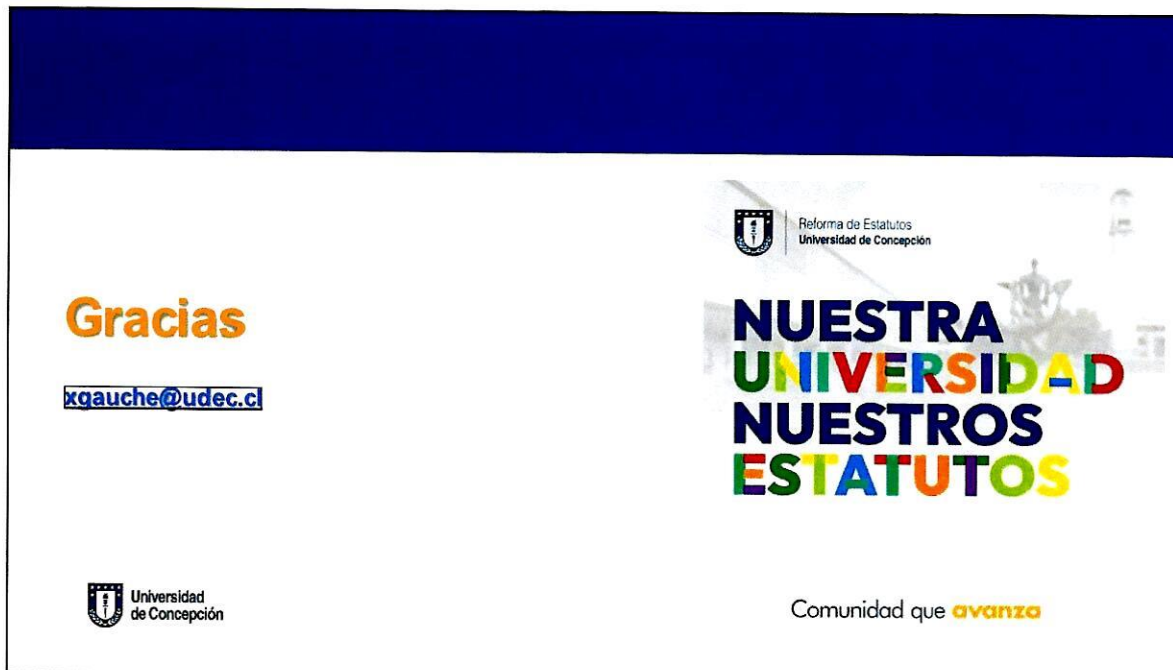 Gracias
xgauche@udec.cl
Universidad
de Concepción
Reforma de Estatutos
Universidad de Concepción
NUESTRA
UNIVERSIDAD
NUESTROS
ESTATUTOS
Comunidad que avanza